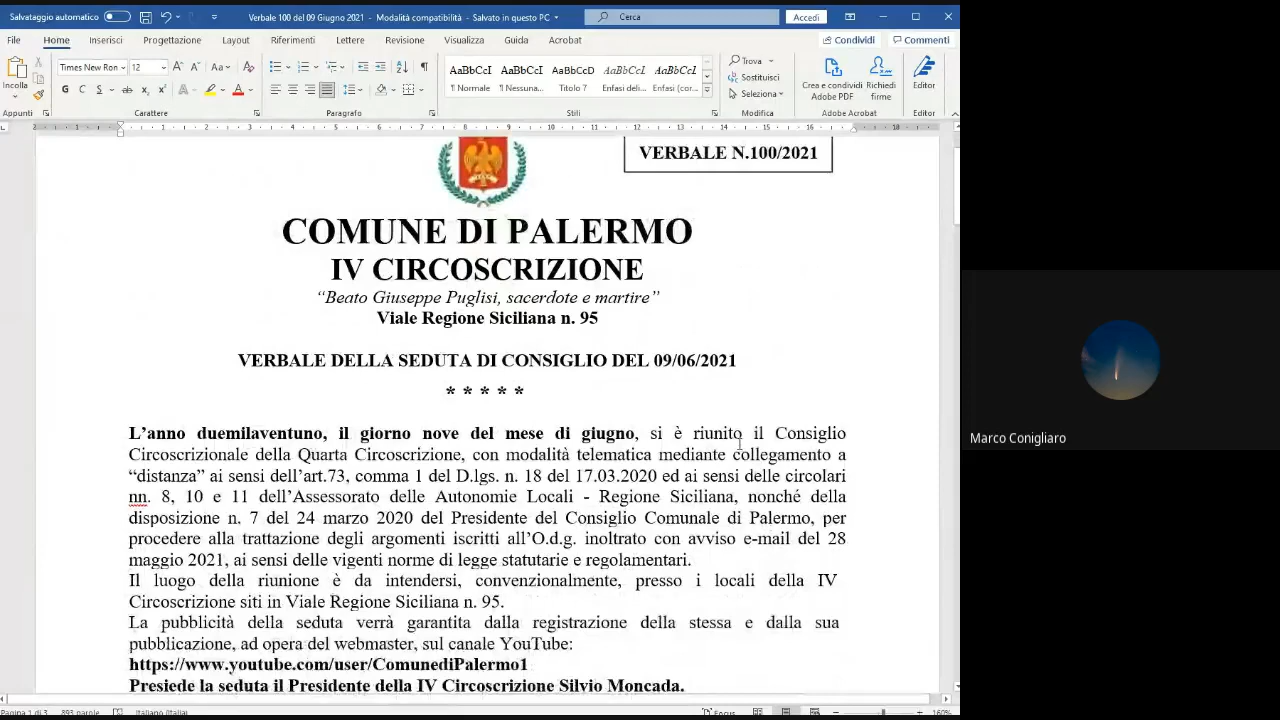 Salvataggio automatico
Verbale 100 del 09 Giugno 2021 - Modalità compatibilità - Salvato in questo PC
Cerca
Accedi
File Home Inserisci Progettazione Layout Riferimenti Lettere Revisione Visualizza Guida Acrobat
Condividi Commenti
Incolla
Times New Ron 12
G C S
AaBbCcI AaBbCcI AaBbCcD AaBbCcI AaBbCcI
¶ Normale ¶ Nessuna... Titolo 7 Enfasi deli... Enfasi (cor...
Trova
Sostituisci
Seleziona
Crea e condividi
Adobe PDF
Richiedi
firme
Editor
Appunti Carattere Paragrafo Stili Modifica Adobe Acrobat Editor
VERBALE N.100/2021
COMUNE DI PALERMO
IV CIRCOSCRIZIONE
“Beato Giuseppe Puglisi, sacerdote e martire”
Viale Regione Siciliana n. 95
VERBALE DELLA SEDUTA DI CONSIGLIO DEL 09/06/2021
* * * * *
L’anno duemilaventuno, il giorno nove del mese di giugno, si è riunito il Consiglio
Circoscrizionale della Quarta Circoscrizione, con modalità telematica mediante collegamento a
“distanza” ai sensi dell’art.73, comma 1 del D.lgs. n. 18 del 17.03.2020 ed ai sensi delle circolari
nn. 8, 10 e 11 dell’Assessorato delle Autonomie Locali - Regione Siciliana, nonché della
disposizione n. 7 del 24 marzo 2020 del Presidente del Consiglio Comunale di Palermo, per
procedere alla trattazione degli argomenti iscritti all’O.d.g. inoltrato con avviso e-mail del 28
maggio 2021, ai sensi delle vigenti norme di legge statutarie e regolamentari.
Il luogo della riunione è da intendersi, convenzionalmente, presso i locali della IV
Circoscrizione siti in Viale Regione Siciliana n. 95.
La pubblicità della seduta verrà garantita dalla registrazione della stessa e dalla sua
pubblicazione, ad opera del webmaster, sul canale YouTube:
https://www.youtube.com/user/ComunediPalermo1
Presiede la seduta il Presidente della IV Circoscrizione Silvio Moncada.
Pagina 1 di 3 893 parole Italiano (Italia) Focus 160%
Marco Conigliaro